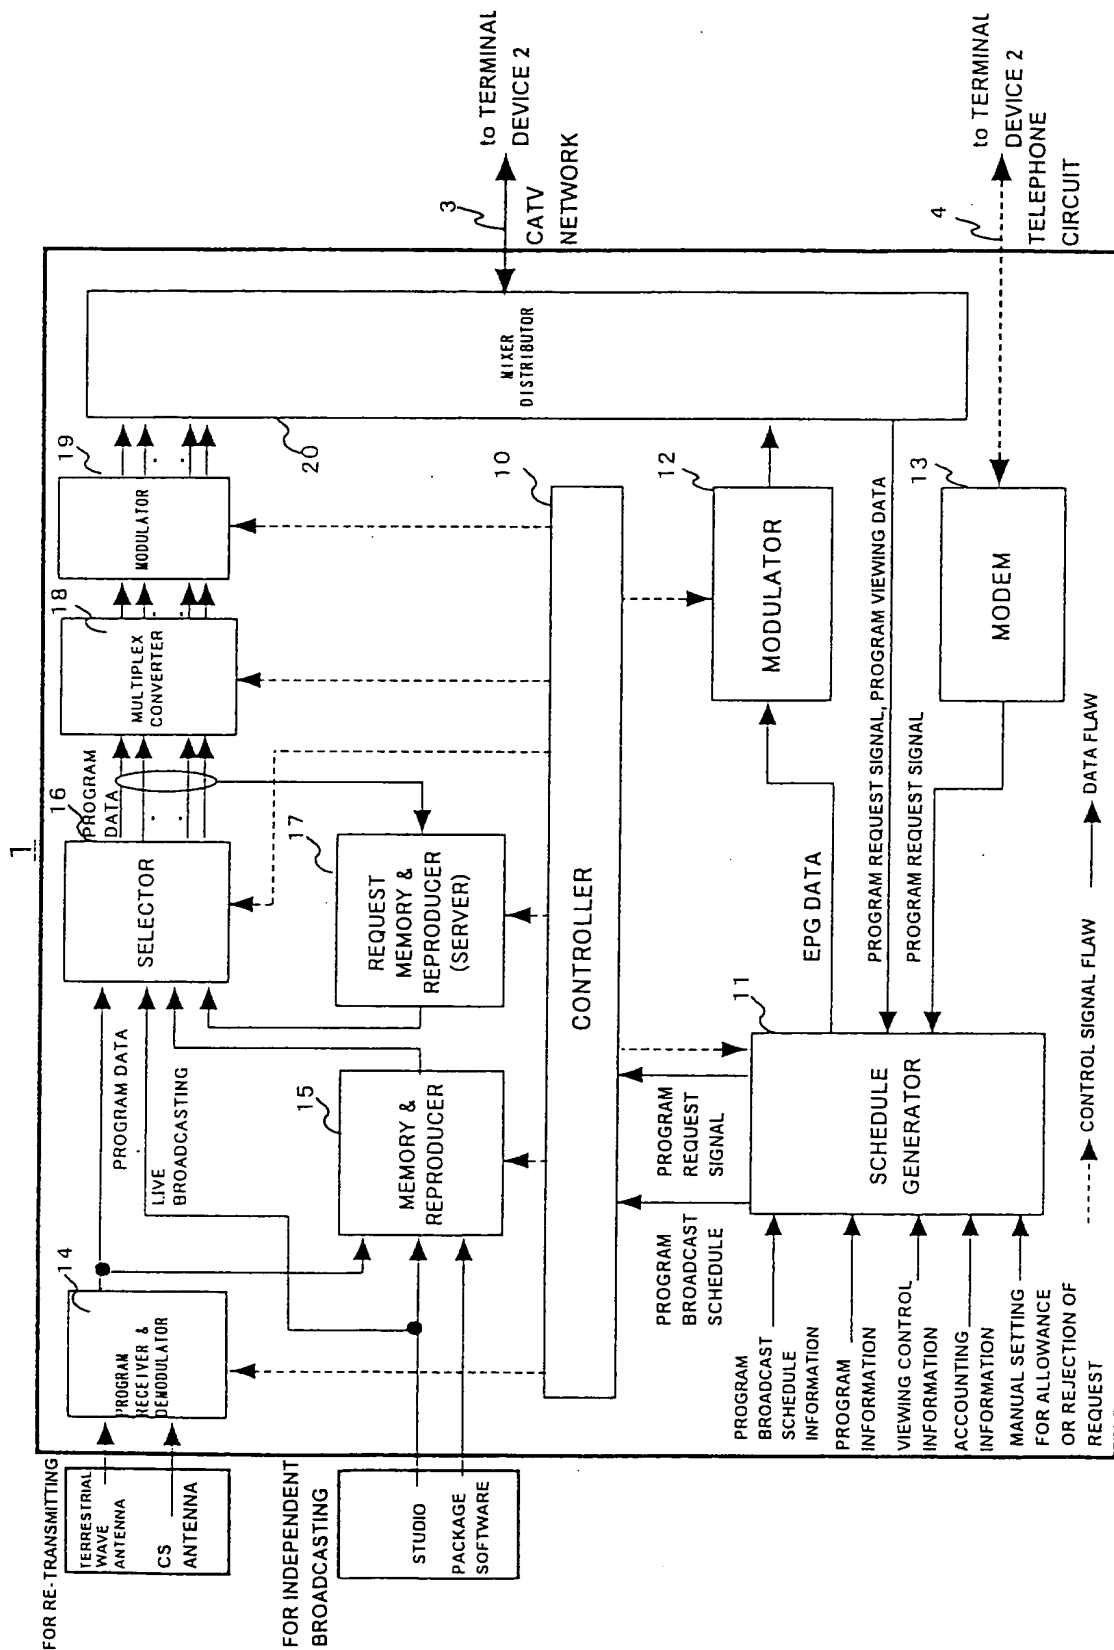 1
FOR RE-TRANSMITTING
TERRESTRIAL
WAVE
ANTENNA
CS
ANTENNA
FOR INDEPENDENT
BROADCASTING
STUDIO
PACKAGE
SOFTWARE
14
PROGRAM
RECEIVER &
DEMODULATOR
PROGRAM DATA
LIVE
BROADCASTING
15
MEMORY &
REPRODUCER
16
SELECTOR
PROGRAM
DATA
17
REQUEST
MEMORY &
REPRODUCER
(SERVER)
18
MULTIPLEX
CONVERTER
19
MODULATOR
20
MIXER
DISTRIBUTOR
3
to TERMINAL
DEVICE 2
CATV
NETWORK
10
CONTROLLER
PROGRAM
BROADCAST
SCHEDULE
PROGRAM
REQUEST
SIGNAL
11
SCHEDULE
GENERATOR
EPG DATA
12
MODULATOR
PROGRAM REQUEST SIGNAL, PROGRAM VIEWING DATA
PROGRAM REQUEST SIGNAL
13
MODEM
4
to TERMINAL
DEVICE 2
TELEPHONE
CIRCUIT
PROGRAM
BROADCAST
SCHEDULE
INFORMATION
PROGRAM
INFORMATION
VIEWING CONTROL
INFORMATION
ACCOUNTING
INFORMATION
MANUAL SETTING
FOR ALLOWANCE
OR REJECTION OF
REQUEST
CONTROL SIGNAL FLAW
DATA FLAW